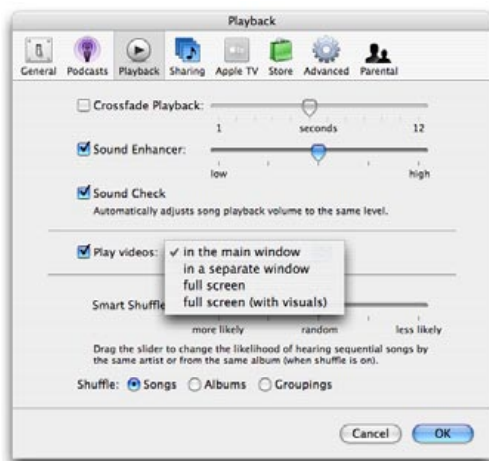 Playback
General Podcasts Playback Sharing Apple TV Store Advanced Parental
Crossfade Playback:
1 seconds 12
Sound Enhancer:
low high
Sound Check
Automatically adjusts song playback volume to the same level.
Play videos: ✓ in the main window
in a separate window
full screen
full screen (with visuals)
Smart Shuffle
more likely random less likely
Drag the slider to change the likelihood of hearing sequential songs by
the same artist or from the same album (when shuffle is on).
Shuffle: Songs Albums Groupings
Cancel OK